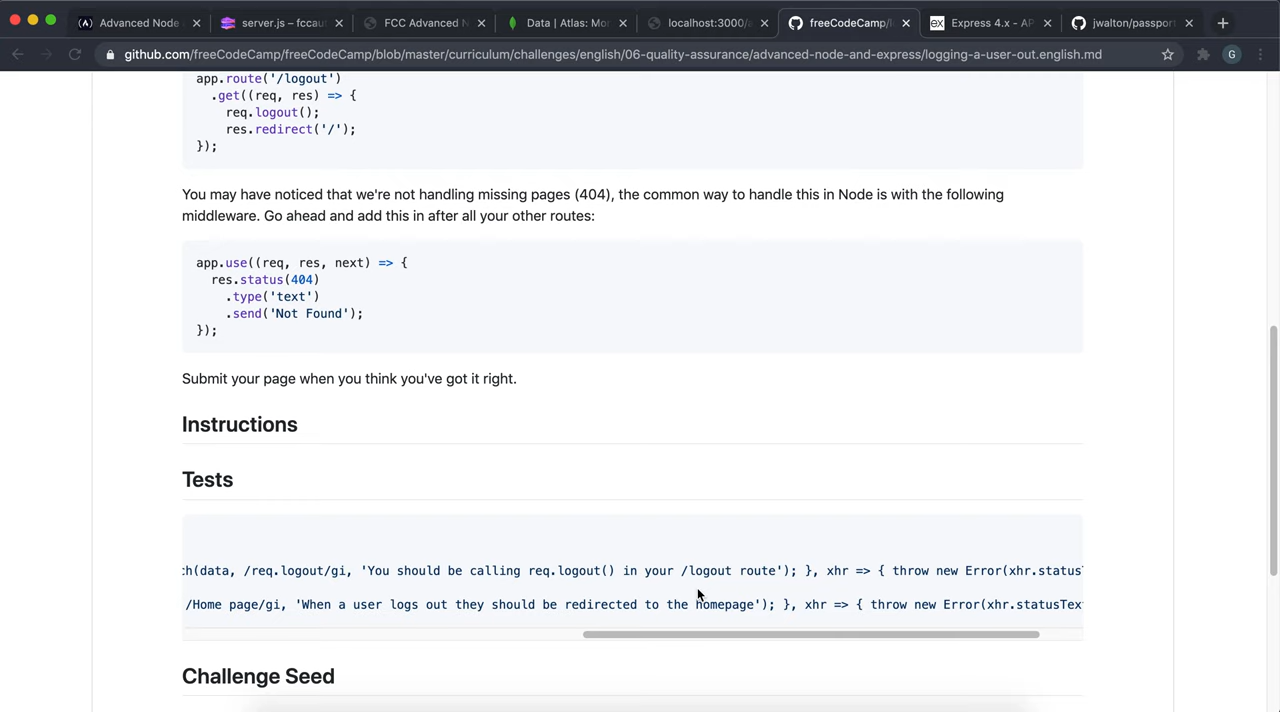 Advanced Node
server.js – fccau
FCC Advanced N
Data | Atlas: Mor
localhost:3000/a
freeCodeCamp/
Express 4.x - AP
jwalton/passport
github.com/freeCodeCamp/freeCodeCamp/blob/master/curriculum/challenges/english/06-quality-assurance/advanced-node-and-express/logging-a-user-out.english.md
G
app.route('/logout')
.get((req, res) => {
req.logout();
res.redirect('/');
});
You may have noticed that we're not handling missing pages (404), the common way to handle this in Node is with the following
middleware. Go ahead and add this in after all your other routes:
app.use((req, res, next) => {
res.status(404)
.type('text')
.send('Not Found');
});
Submit your page when you think you've got it right.
Instructions
Tests
ch(data, /req.logout/gi, 'You should be calling req.logout() in your /logout route'); }, xhr => { throw new Error(xhr.status
/Home page/gi, 'When a user logs out they should be redirected to the homepage'); }, xhr => { throw new Error(xhr.statusTex
Challenge Seed